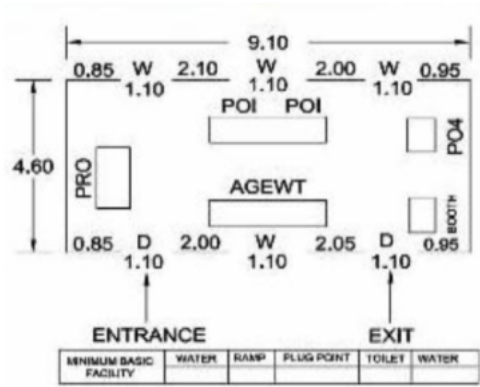 9.10
0.85 W 2.10 W 2.00 W 0.95
1.10 1.10 1.10
POI POI
4.60
PRO
PO4
AGEWT
BOOTH
0.85 D 2.00 W 2.05 D 0.95
1.10 1.10 1.10
ENTRANCE EXIT
MINIMUM BASIC FACILITY WATER RAMP PLUG POINT TOILET WATER